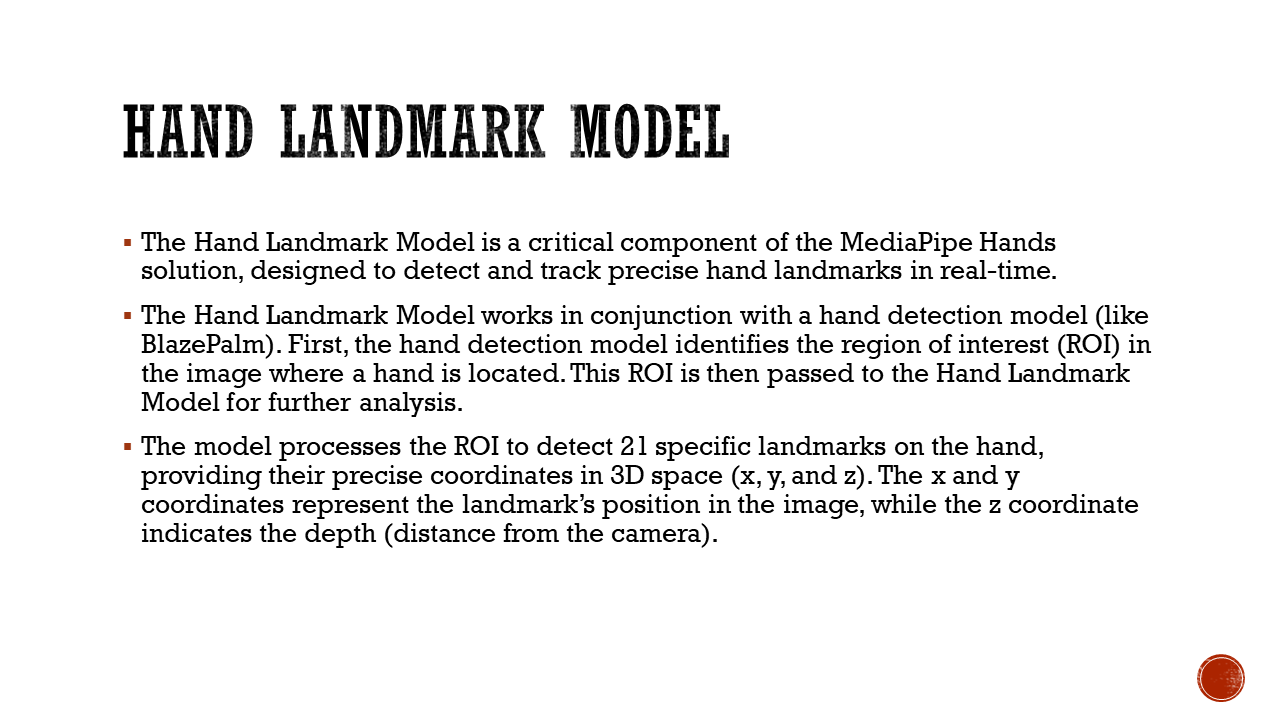 HAND LANDMARK MODEL
▪ The Hand Landmark Model is a critical component of the MediaPipe Hands
solution, designed to detect and track precise hand landmarks in real-time.
▪ The Hand Landmark Model works in conjunction with a hand detection model (like
BlazePalm). First, the hand detection model identifies the region of interest (ROI) in
the image where a hand is located. This ROI is then passed to the Hand Landmark
Model for further analysis.
▪ The model processes the ROI to detect 21 specific landmarks on the hand,
providing their precise coordinates in 3D space (x, y, and z). The x and y
coordinates represent the landmark’s position in the image, while the z coordinate
indicates the depth (distance from the camera).